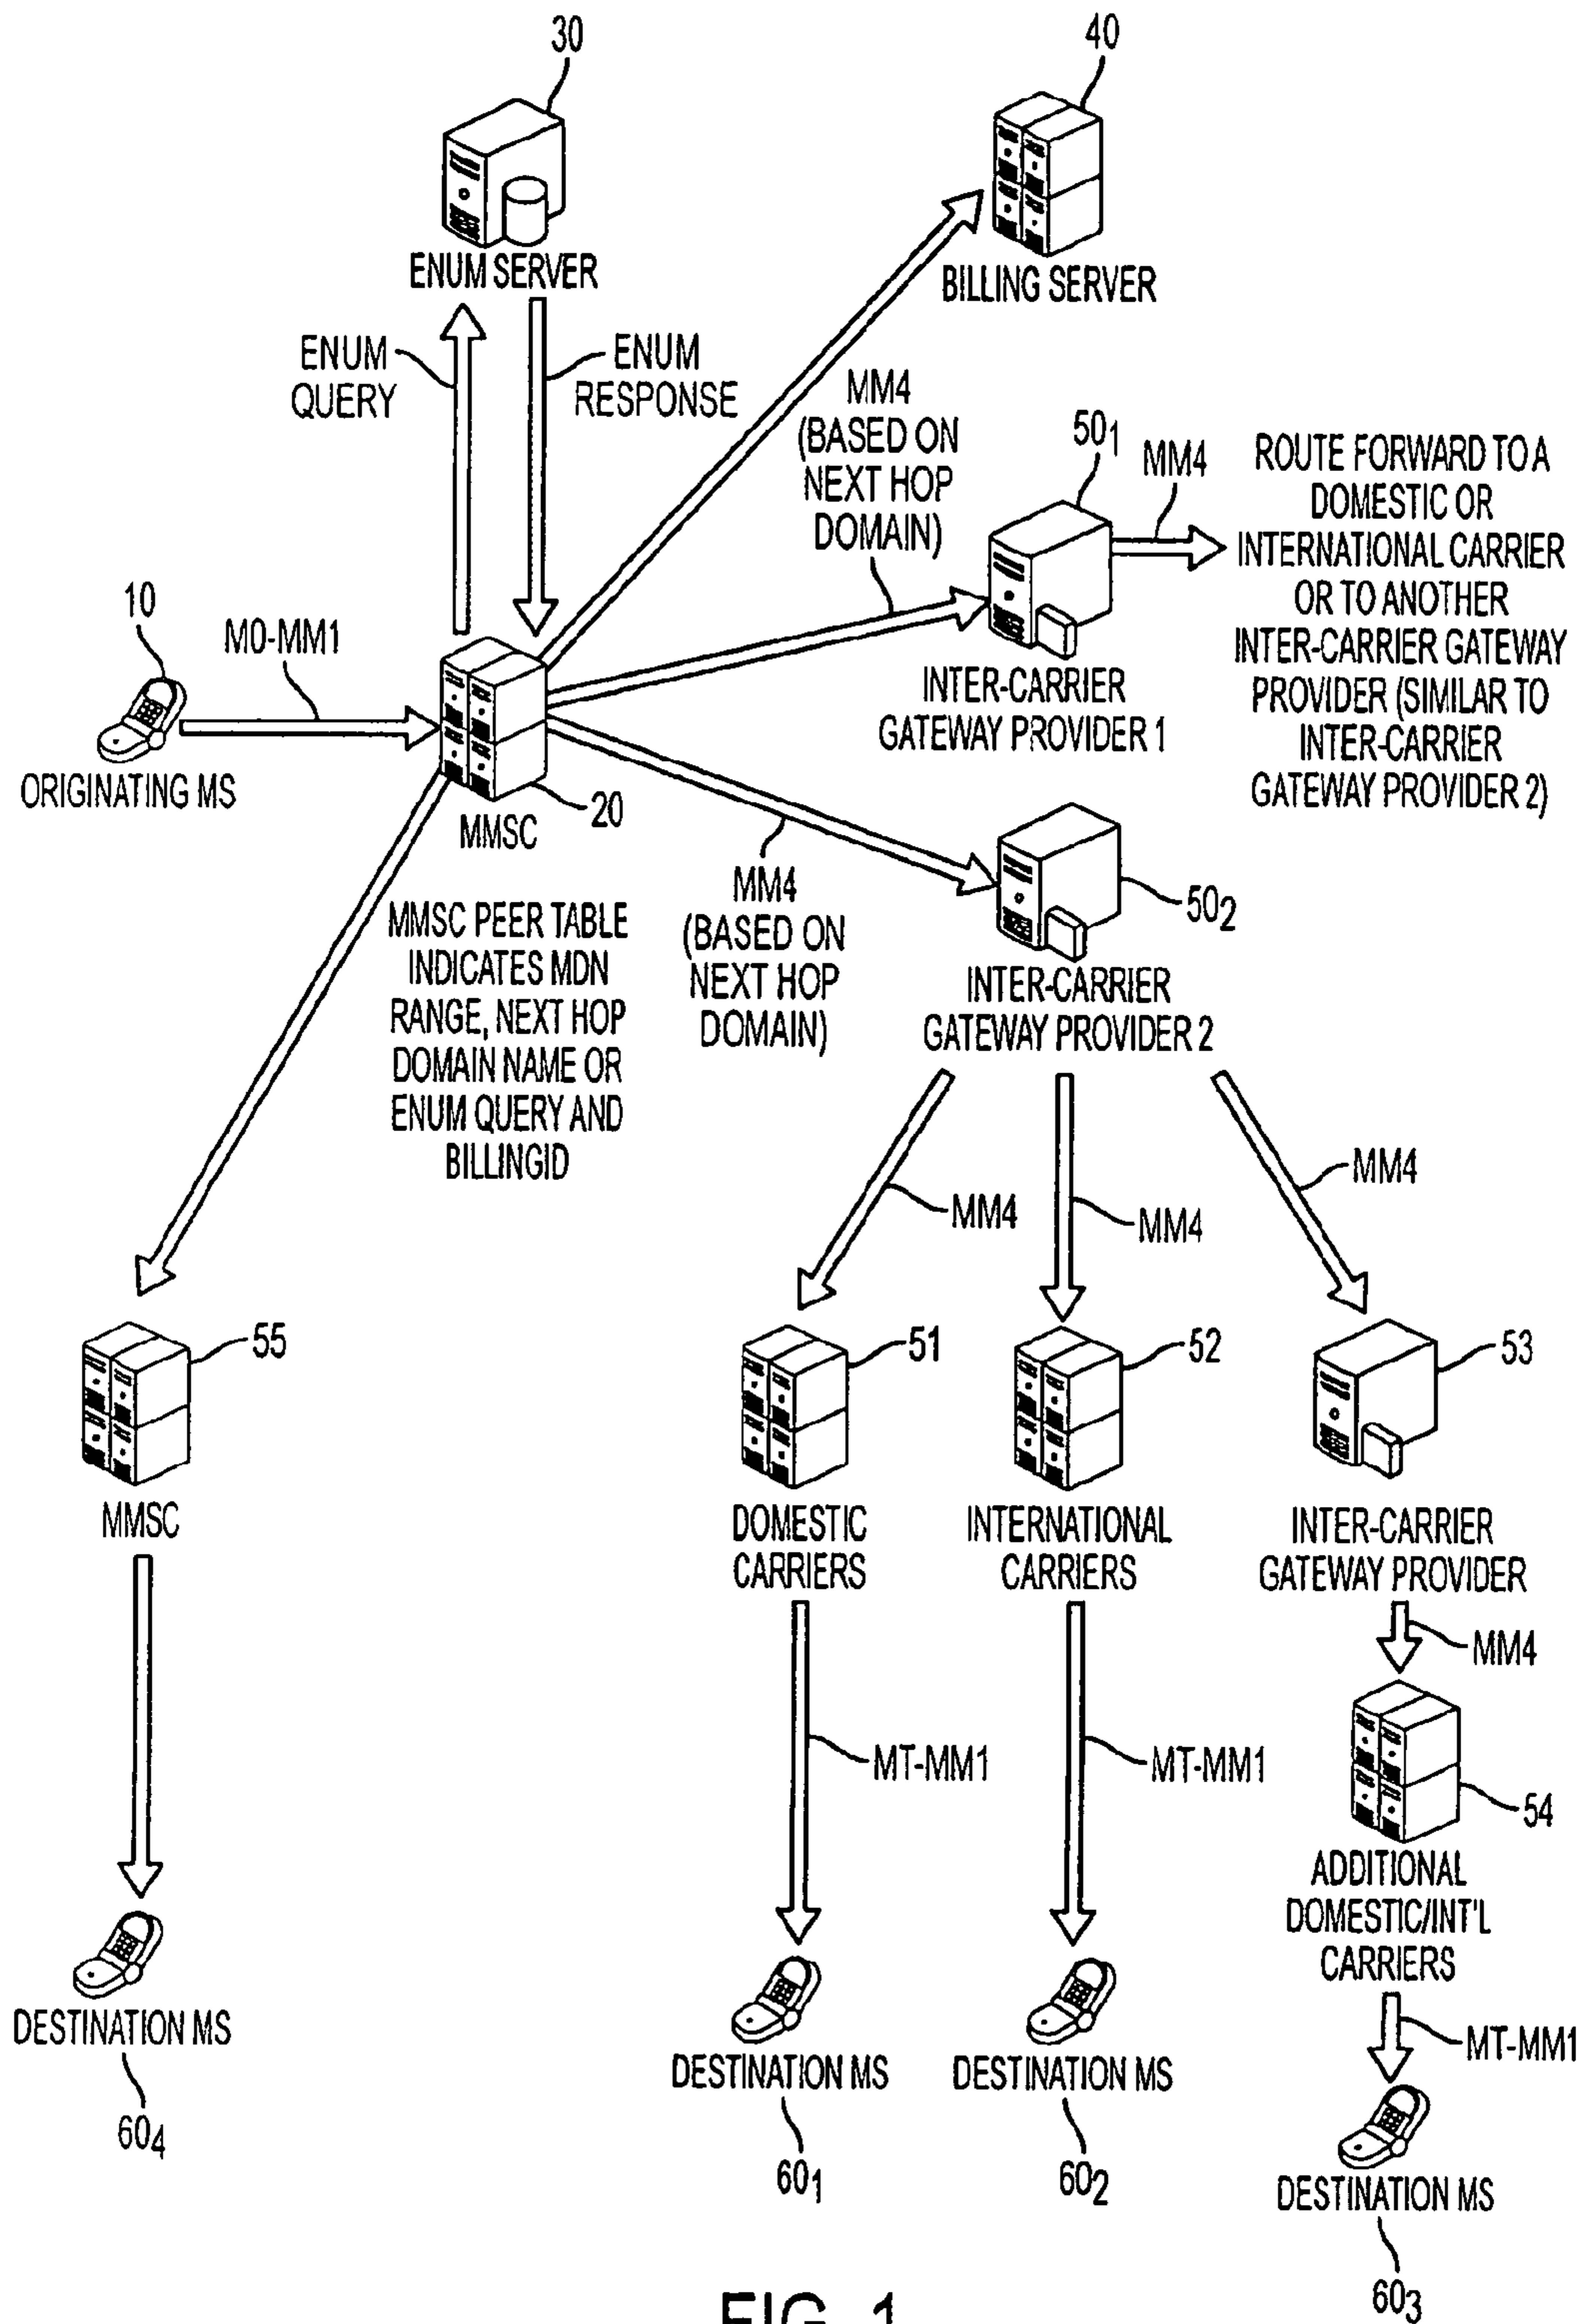 30
40
ENUM SERVER
BILLING SERVER
ENUM
QUERY
ENUM
RESPONSE
MM4
(BASED ON
NEXT HOP
DOMAIN)
50₁
MM4
ROUTE FORWARD TO A
DOMESTIC OR
INTERNATIONAL CARRIER
OR TO ANOTHER
INTER-CARRIER GATEWAY
PROVIDER (SIMILAR TO
INTER-CARRIER
GATEWAY PROVIDER 2)
10
MO-MM1
ORIGINATING MS
20
MMSC
INTER-CARRIER
GATEWAY PROVIDER 1
MMSC PEER TABLE
INDICATES MDN
RANGE, NEXT HOP
DOMAIN NAME OR
ENUM QUERY AND
BILLINGID
MM4
(BASED ON
NEXT HOP
DOMAIN)
50₂
INTER-CARRIER
GATEWAY PROVIDER 2
MM4
MM4
MM4
55
51
52
53
MMSC
DOMESTIC
CARRIERS
INTERNATIONAL
CARRIERS
INTER-CARRIER
GATEWAY PROVIDER
MM4
MT-MM1
MT-MM1
54
ADDITIONAL
DOMESTIC/INT'L
CARRIERS
MT-MM1
DESTINATION MS
60₄
DESTINATION MS
60₁
DESTINATION MS
60₂
DESTINATION MS
60₃
FIG. 1